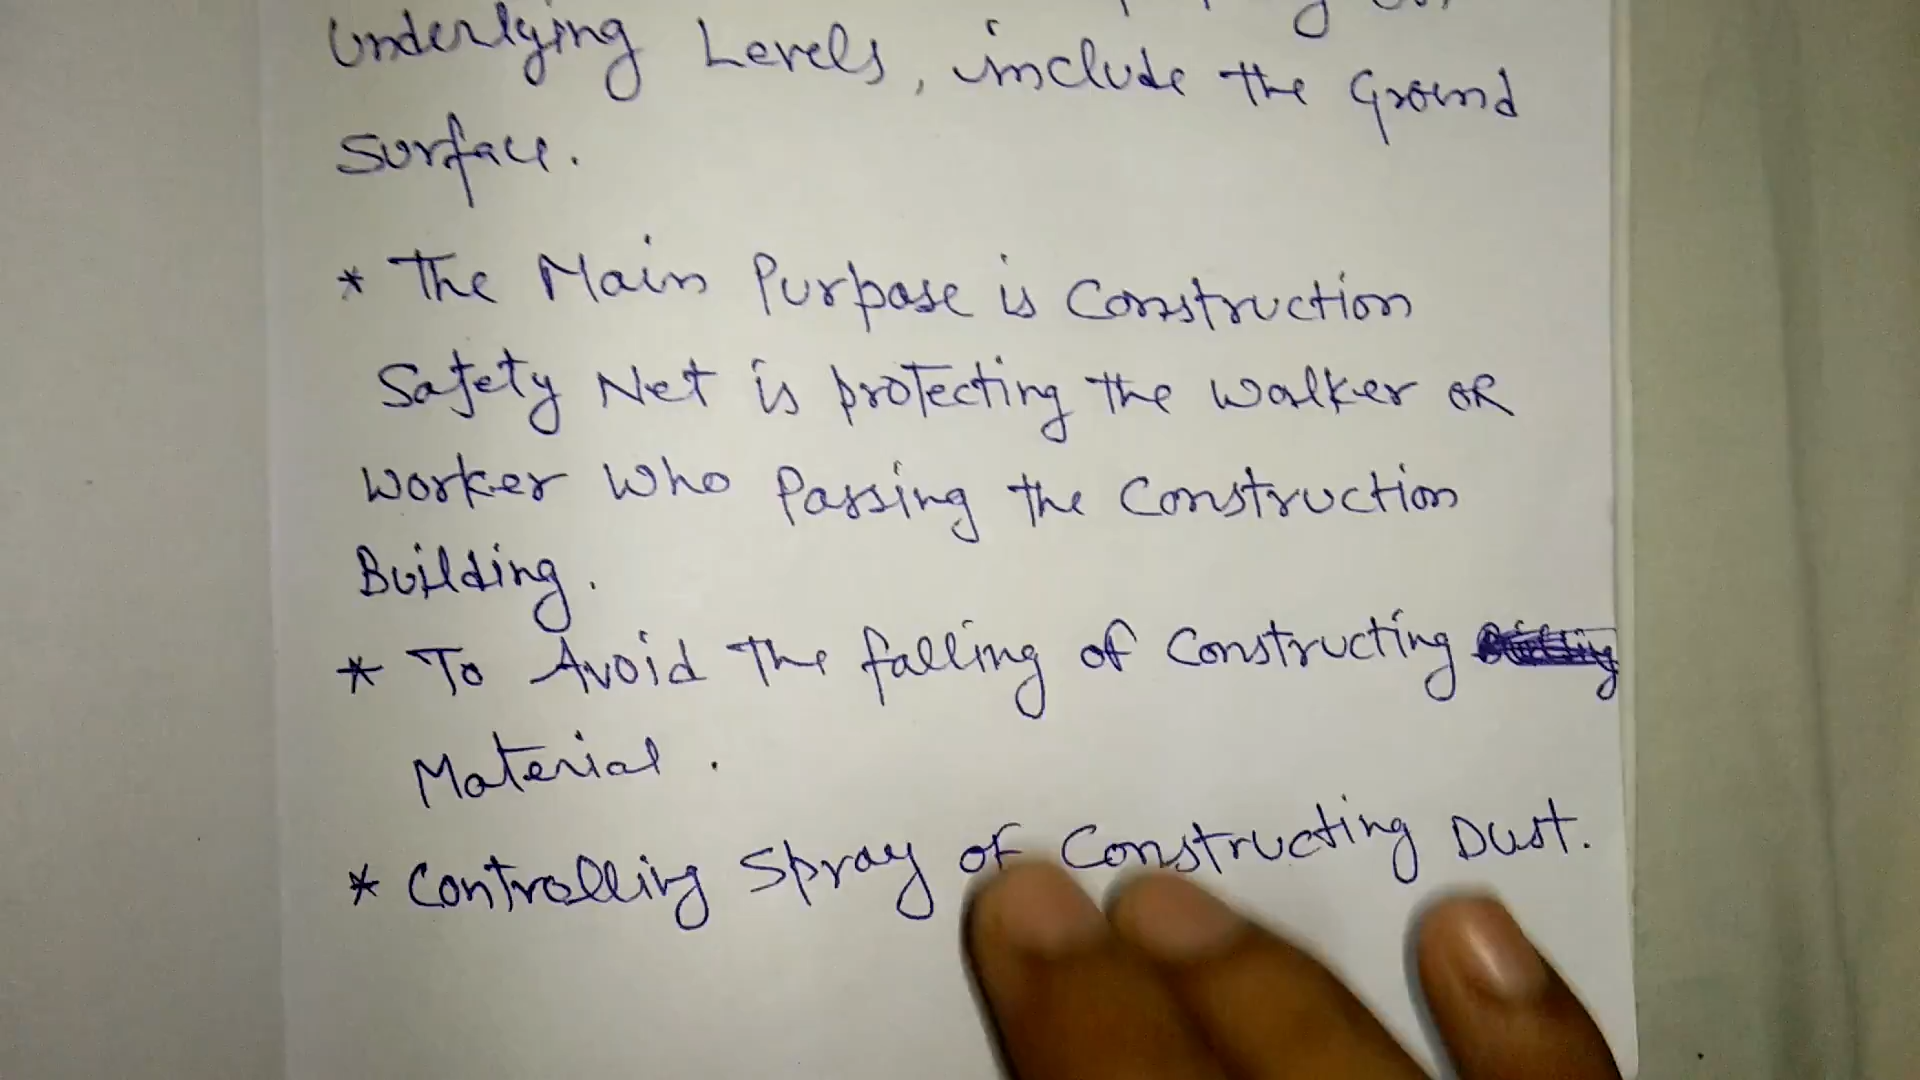 Underlying Levels, include the Ground
Surface.
* The Main Purpose is Construction
Safety Net is protecting the walker OR
worker who Passing the Construction
Building.
* To Avoid The falling of Constructing
Material.
* Controlling Spray of Constructing Dust.